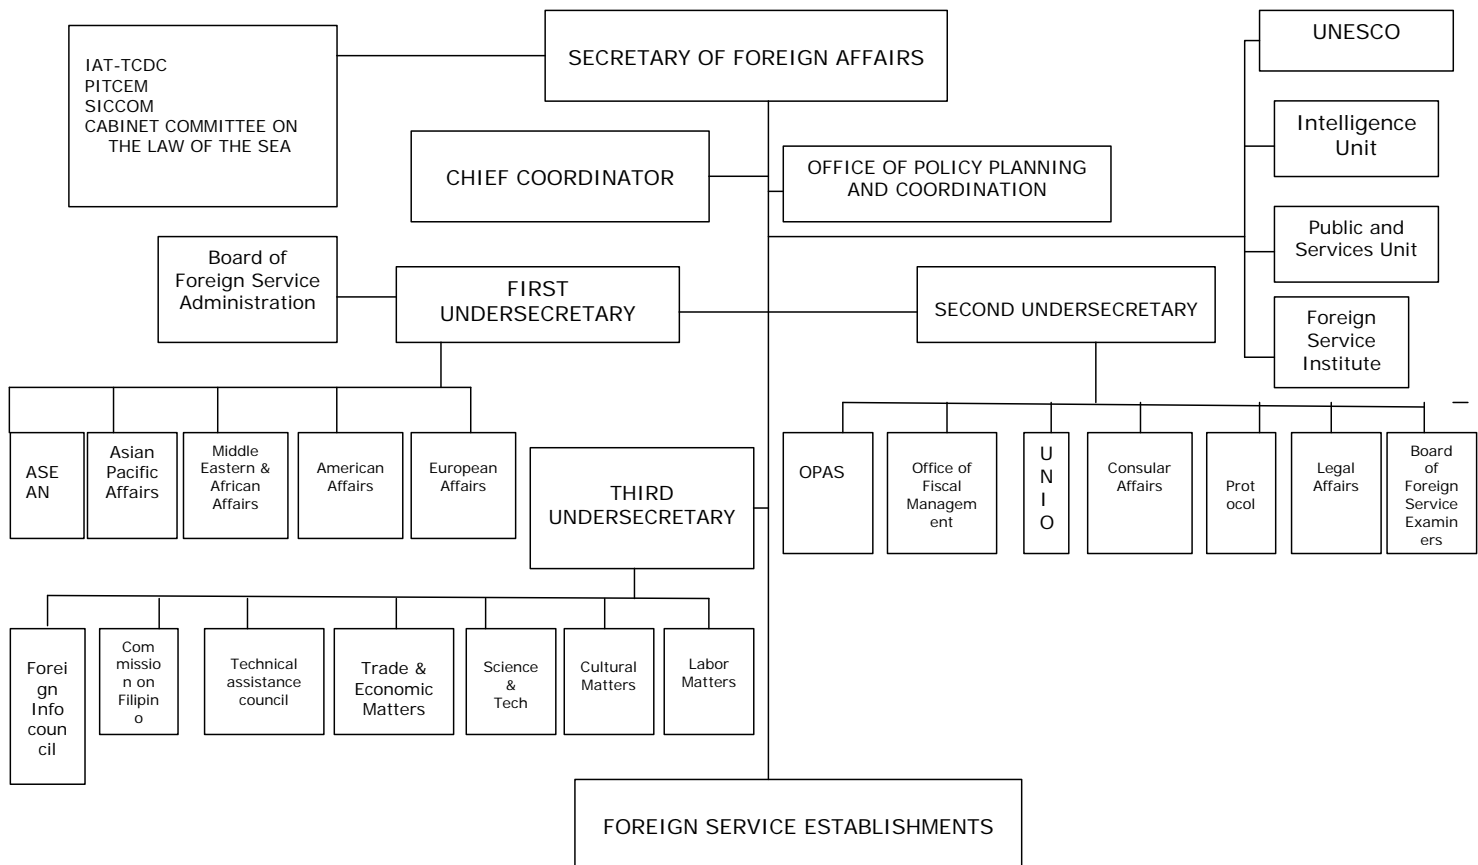 IAT-TCDC
PITCEM
SICCOM
CABINET COMMITTEE ON
THE LAW OF THE SEA
SECRETARY OF FOREIGN AFFAIRS
UNESCO
Intelligence
Unit
CHIEF COORDINATOR
OFFICE OF POLICY PLANNING
AND COORDINATION
Public and
Services Unit
Board of
Foreign Service
Administration
FIRST
UNDERSECRETARY
SECOND UNDERSECRETARY
Foreign
Service
Institute
ASE
AN
Asian
Pacific
Affairs
Middle
Eastern &
African
Affairs
American
Affairs
European
Affairs
THIRD
UNDERSECRETARY
OPAS
Office of
Fiscal
Managem
ent
U
N
I
O
Consular
Affairs
Prot
ocol
Legal
Affairs
Board
of
Foreign
Service
Examin
ers
Forei
gn
Info
coun
cil
Com
missio
n on
Filipin
o
Technical
assistance
council
Trade &
Economic
Matters
Science
&
Tech
Cultural
Matters
Labor
Matters
FOREIGN SERVICE ESTABLISHMENTS